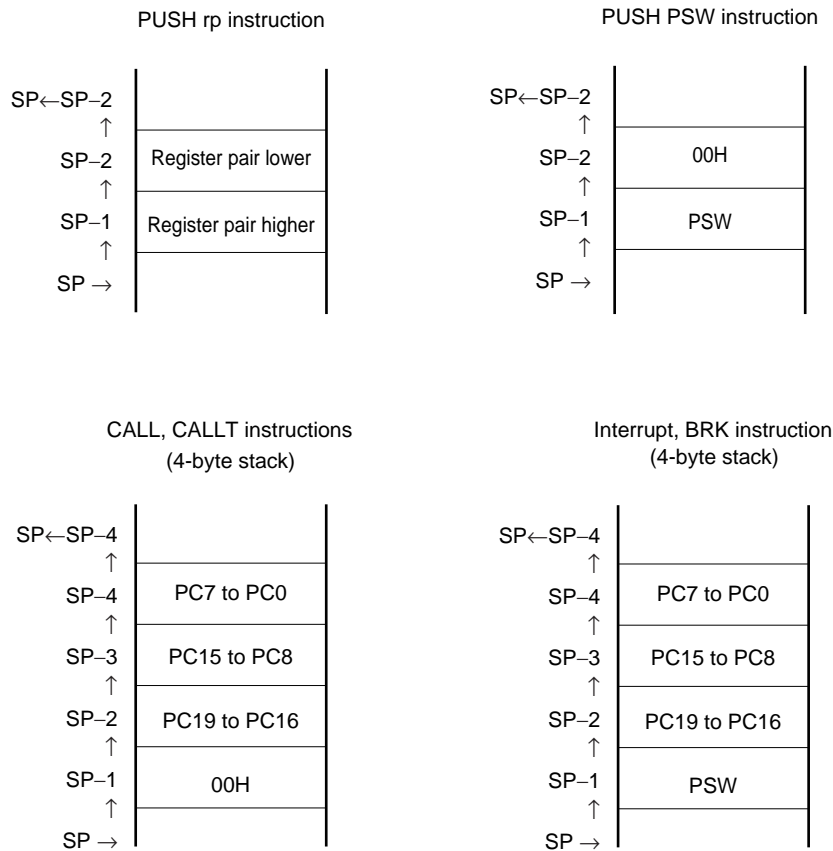 PUSH rp instruction
SP←SP–2
↑
SP–2
Register pair lower
↑
SP–1
Register pair higher
↑
SP →
PUSH PSW instruction
SP←SP–2
↑
SP–2
00H
↑
SP–1
PSW
↑
SP →
CALL, CALLT instructions
(4-byte stack)
SP←SP–4
↑
SP–4
PC7 to PC0
↑
SP–3
PC15 to PC8
↑
SP–2
PC19 to PC16
↑
SP–1
00H
↑
SP →
Interrupt, BRK instruction
(4-byte stack)
SP←SP–4
↑
SP–4
PC7 to PC0
↑
SP–3
PC15 to PC8
↑
SP–2
PC19 to PC16
↑
SP–1
PSW
↑
SP →